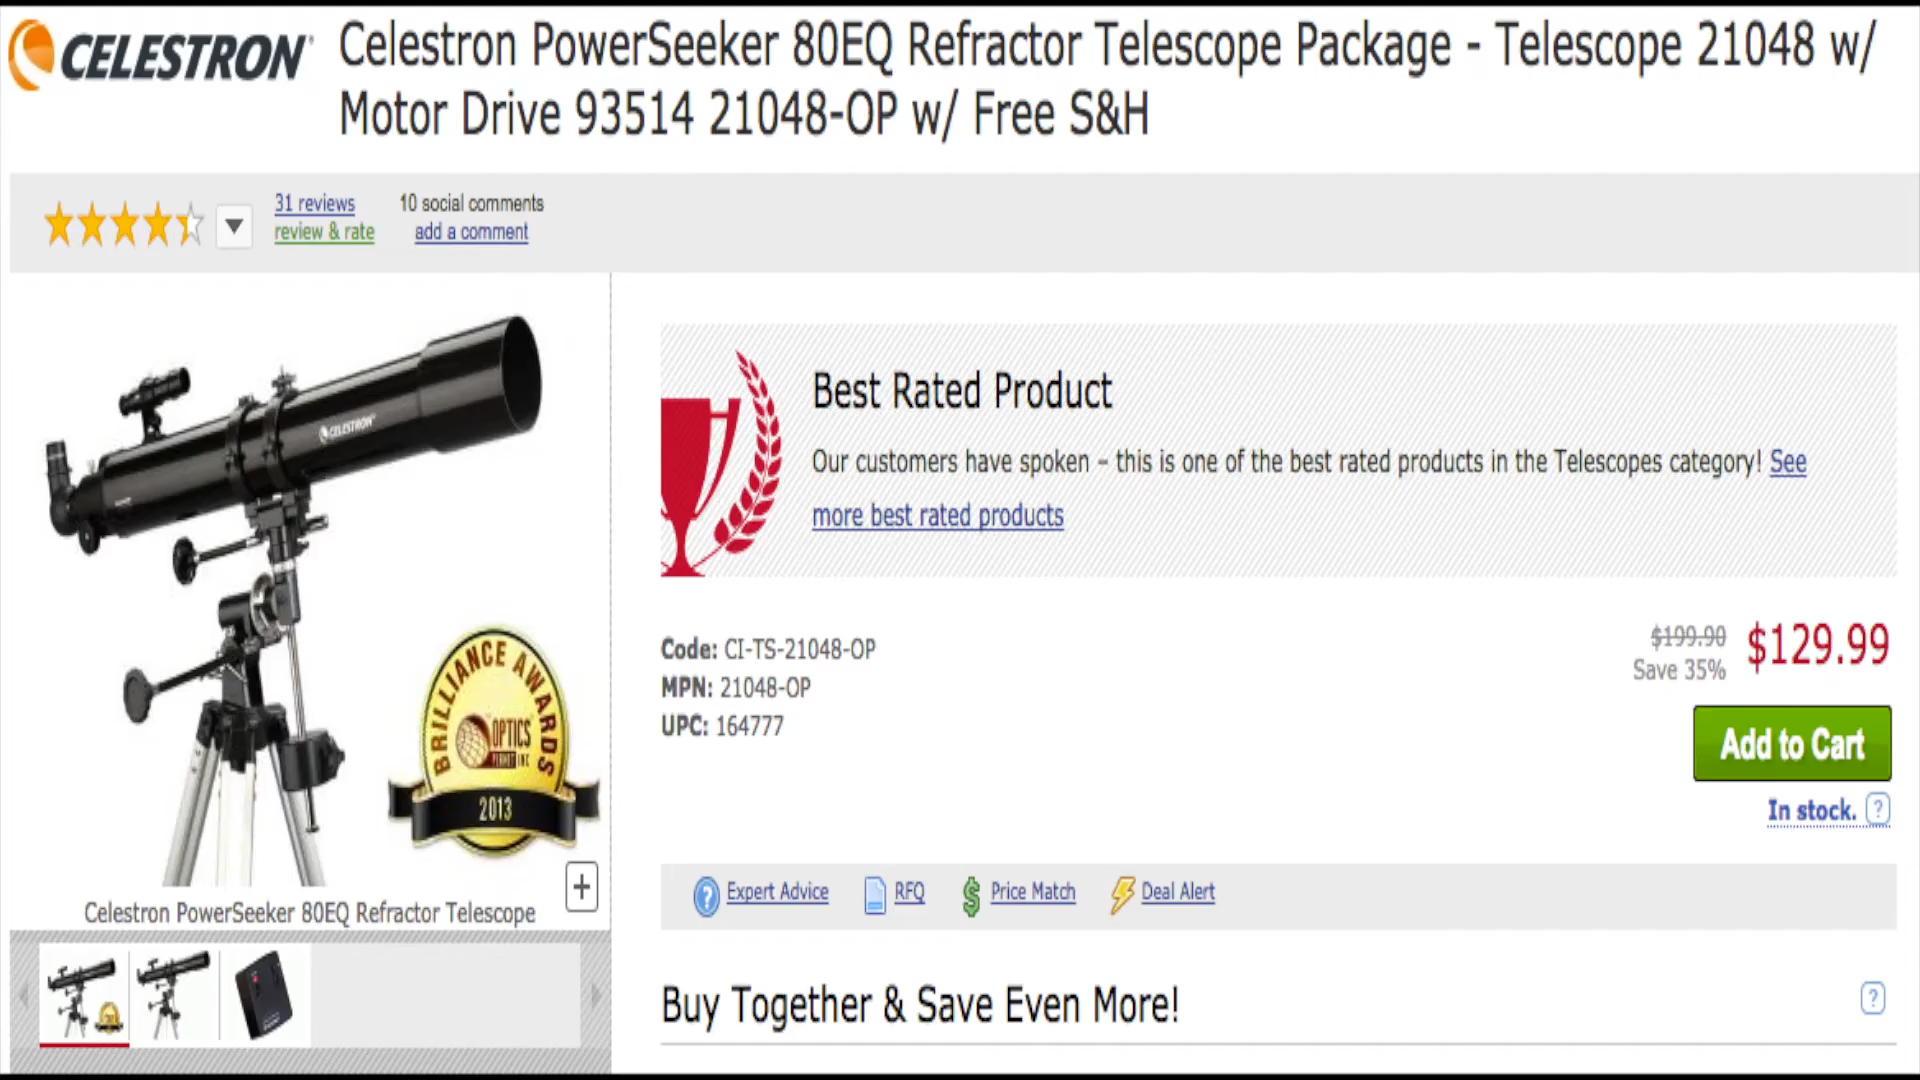 CELESTRON
Celestron PowerSeeker 80EQ Refractor Telescope Package - Telescope 21048 w/
Motor Drive 93514 21048-OP w/ Free S&H
31 reviews
review & rate
10 social comments
add a comment
CELESTRON
BRILLIANCE AWARDS
OPTICS
PLANET INC
2013
Celestron PowerSeeker 80EQ Refractor Telescope
Best Rated Product
Our customers have spoken – this is one of the best rated products in the Telescopes category! See
more best rated products
Code: CI-TS-21048-OP
MPN: 21048-OP
UPC: 164777
$199.90
Save 35%
$129.99
Add to Cart
In stock. ?
? Expert Advice
RFQ
$ Price Match
Deal Alert
Buy Together & Save Even More! ?